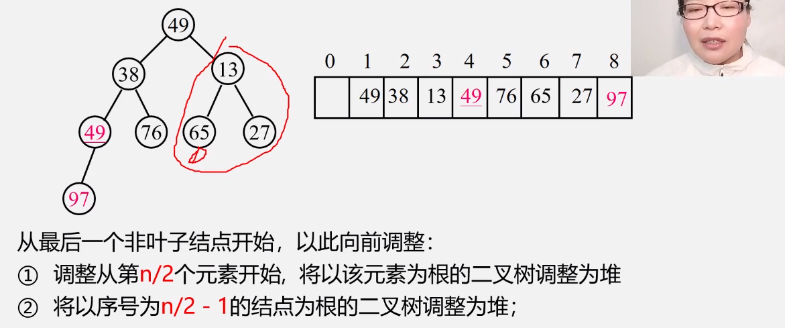 49
38 13
49 76 65 27
97
0 1 2 3 4 5 6 7 8
49 38 13 49 76 65 27 97
从最后一个非叶子结点开始，以此向前调整：
① 调整从第n/2个元素开始, 将以该元素为根的二叉树调整为堆
② 将以序号为n/2 - 1的结点为根的二叉树调整为堆；